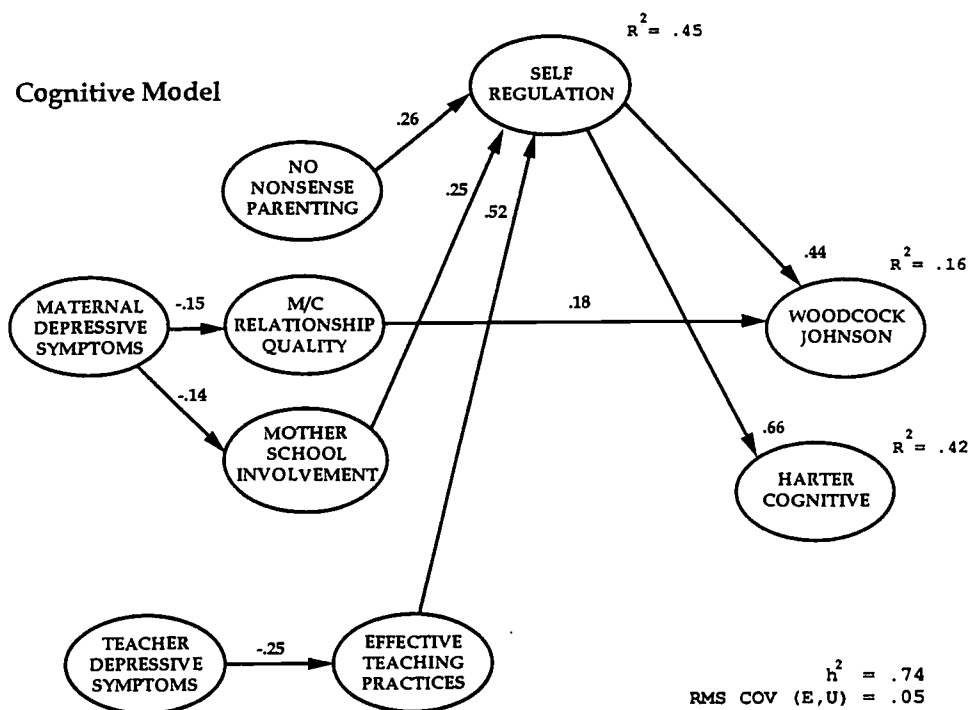 R² = .45
SELF
REGULATION
Cognitive Model
.26
NO
NONSENSE
PARENTING
.25
.52
.44
R² = .16
MATERNAL
DEPRESSIVE
SYMPTOMS
-.15
M/C
RELATIONSHIP
QUALITY
.18
WOODCOCK
JOHNSON
-.14
MOTHER
SCHOOL
INVOLVEMENT
.66
R² = .42
HARTER
COGNITIVE
TEACHER
DEPRESSIVE
SYMPTOMS
-.25
EFFECTIVE
TEACHING
PRACTICES
h² = .74
RMS COV (E,U) = .05